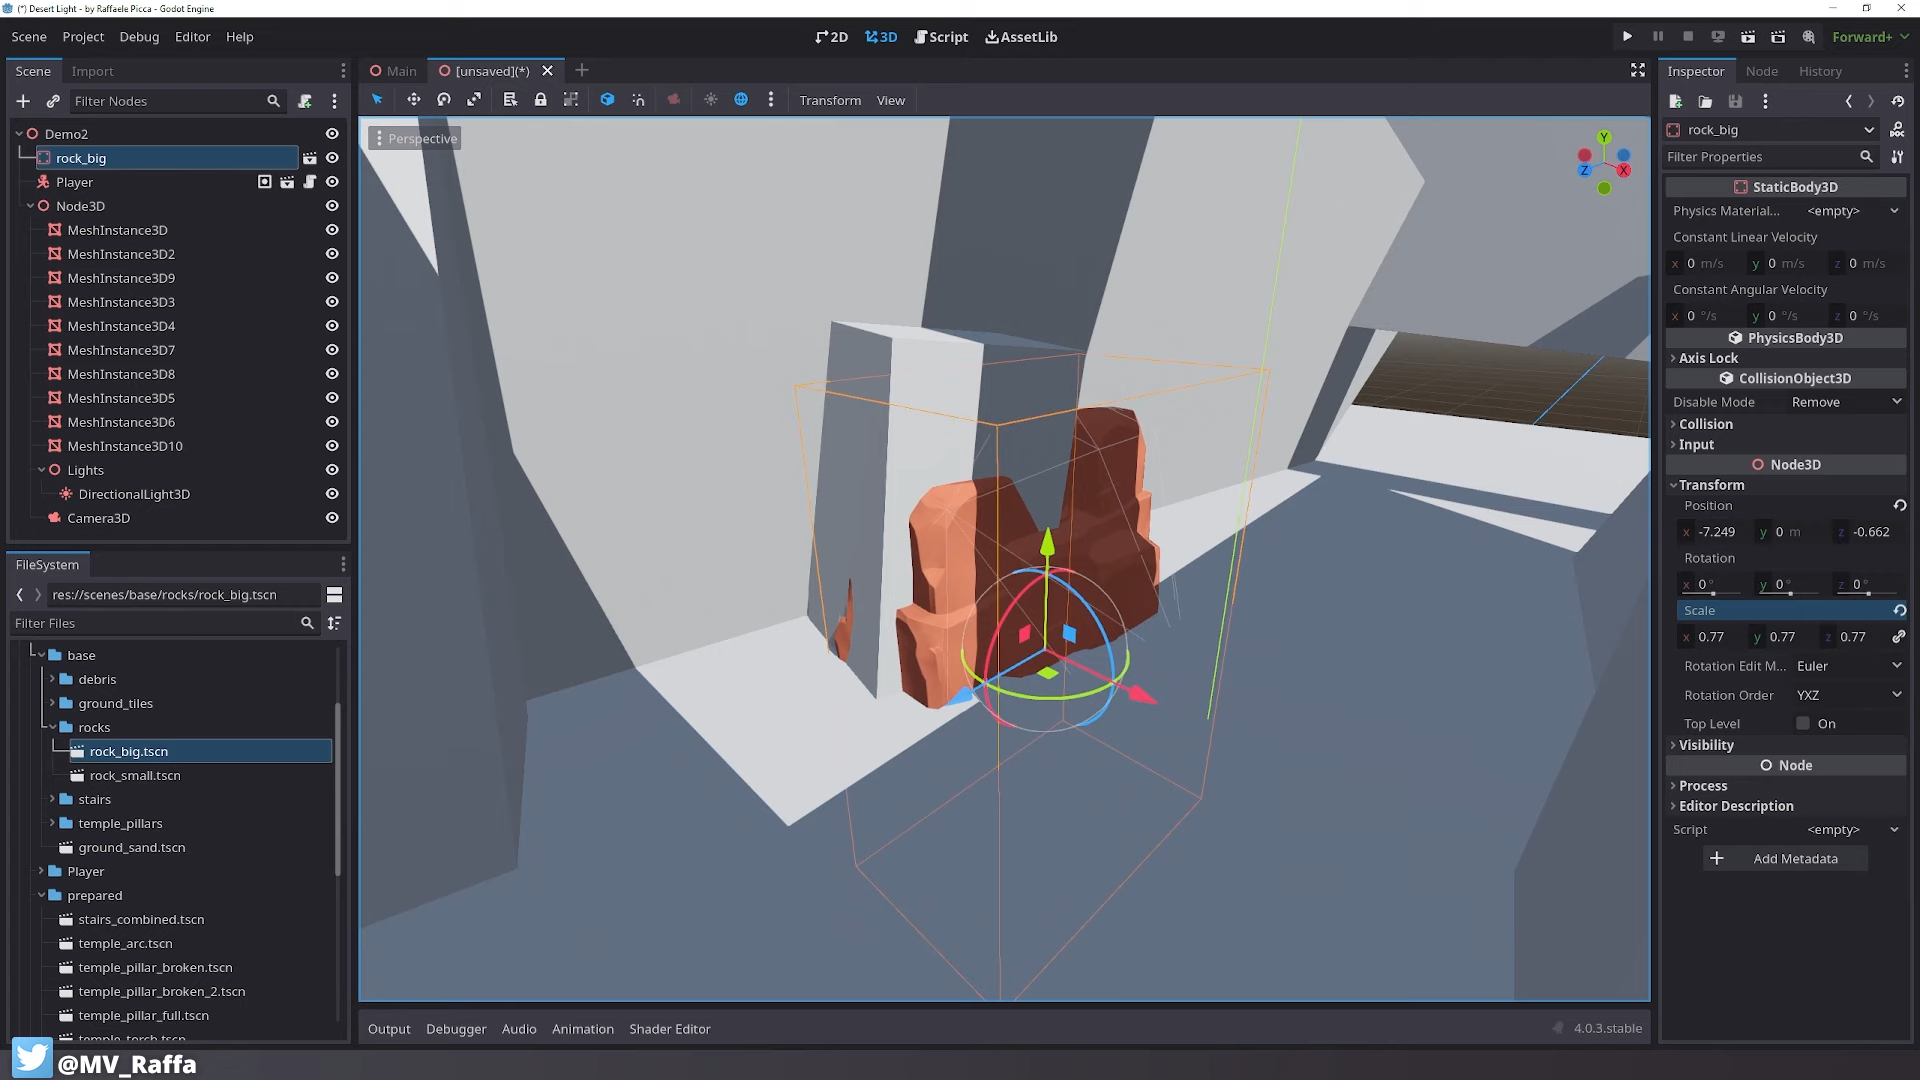 (*) Desert Light - by Raffaele Picca - Godot Engine
Scene Project Debug Editor Help
2D 3D Script AssetLib
Forward+
Scene Import
Filter Nodes
Demo2
rock_big
Player
Node3D
MeshInstance3D
MeshInstance3D2
MeshInstance3D9
MeshInstance3D3
MeshInstance3D4
MeshInstance3D7
MeshInstance3D8
MeshInstance3D5
MeshInstance3D6
MeshInstance3D10
Lights
DirectionalLight3D
Camera3D
FileSystem
res://scenes/base/rocks/rock_big.tscn
Filter Files
base
debris
ground_tiles
rocks
rock_big.tscn
rock_small.tscn
stairs
temple_pillars
ground_sand.tscn
Player
prepared
stairs_combined.tscn
temple_arc.tscn
temple_pillar_broken.tscn
temple_pillar_broken_2.tscn
temple_pillar_full.tscn
temple_torch.tscn
@MV_Raffa
Main [unsaved](*)
Transform View
Perspective
Y
Z X
Output Debugger Audio Animation Shader Editor
4.0.3.stable
Inspector Node History
rock_big
DOC
Filter Properties
StaticBody3D
Physics Material... <empty>
Constant Linear Velocity
x 0 m/s y 0 m/s z 0 m/s
Constant Angular Velocity
x 0 °/s y 0 °/s z 0 °/s
PhysicsBody3D
Axis Lock
CollisionObject3D
Disable Mode Remove
Collision
Input
Node3D
Transform
Position
x -7.249 y 0 m z -0.662
Rotation
x 0 ° y 0 ° z 0 °
Scale
x 0.77 y 0.77 z 0.77
Rotation Edit M... Euler
Rotation Order YXZ
Top Level On
Visibility
Node
Process
Editor Description
Script <empty>
Add Metadata